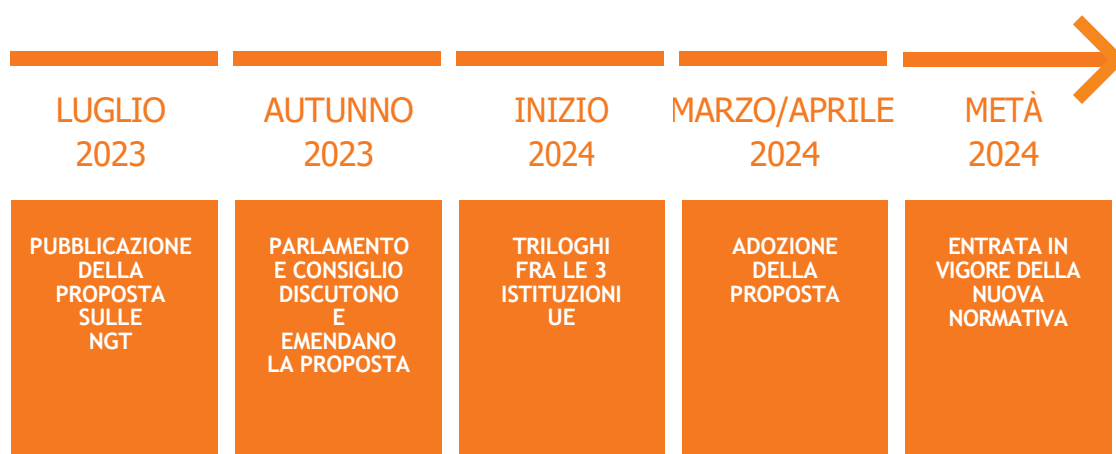 LUGLIO
2023
AUTUNNO
2023
INIZIO
2024
MARZO/APRILE
2024
METÀ
2024
PUBBLICAZIONE
DELLA
PROPOSTA
SULLE
NGT
PARLAMENTO
E CONSIGLIO
DISCUTONO
E
EMENDANO
LA PROPOSTA
TRILOGHI
FRA LE 3
ISTITUZIONI
UE
ADOZIONE
DELLA
PROPOSTA
ENTRATA IN
VIGORE DELLA
NUOVA
NORMATIVA